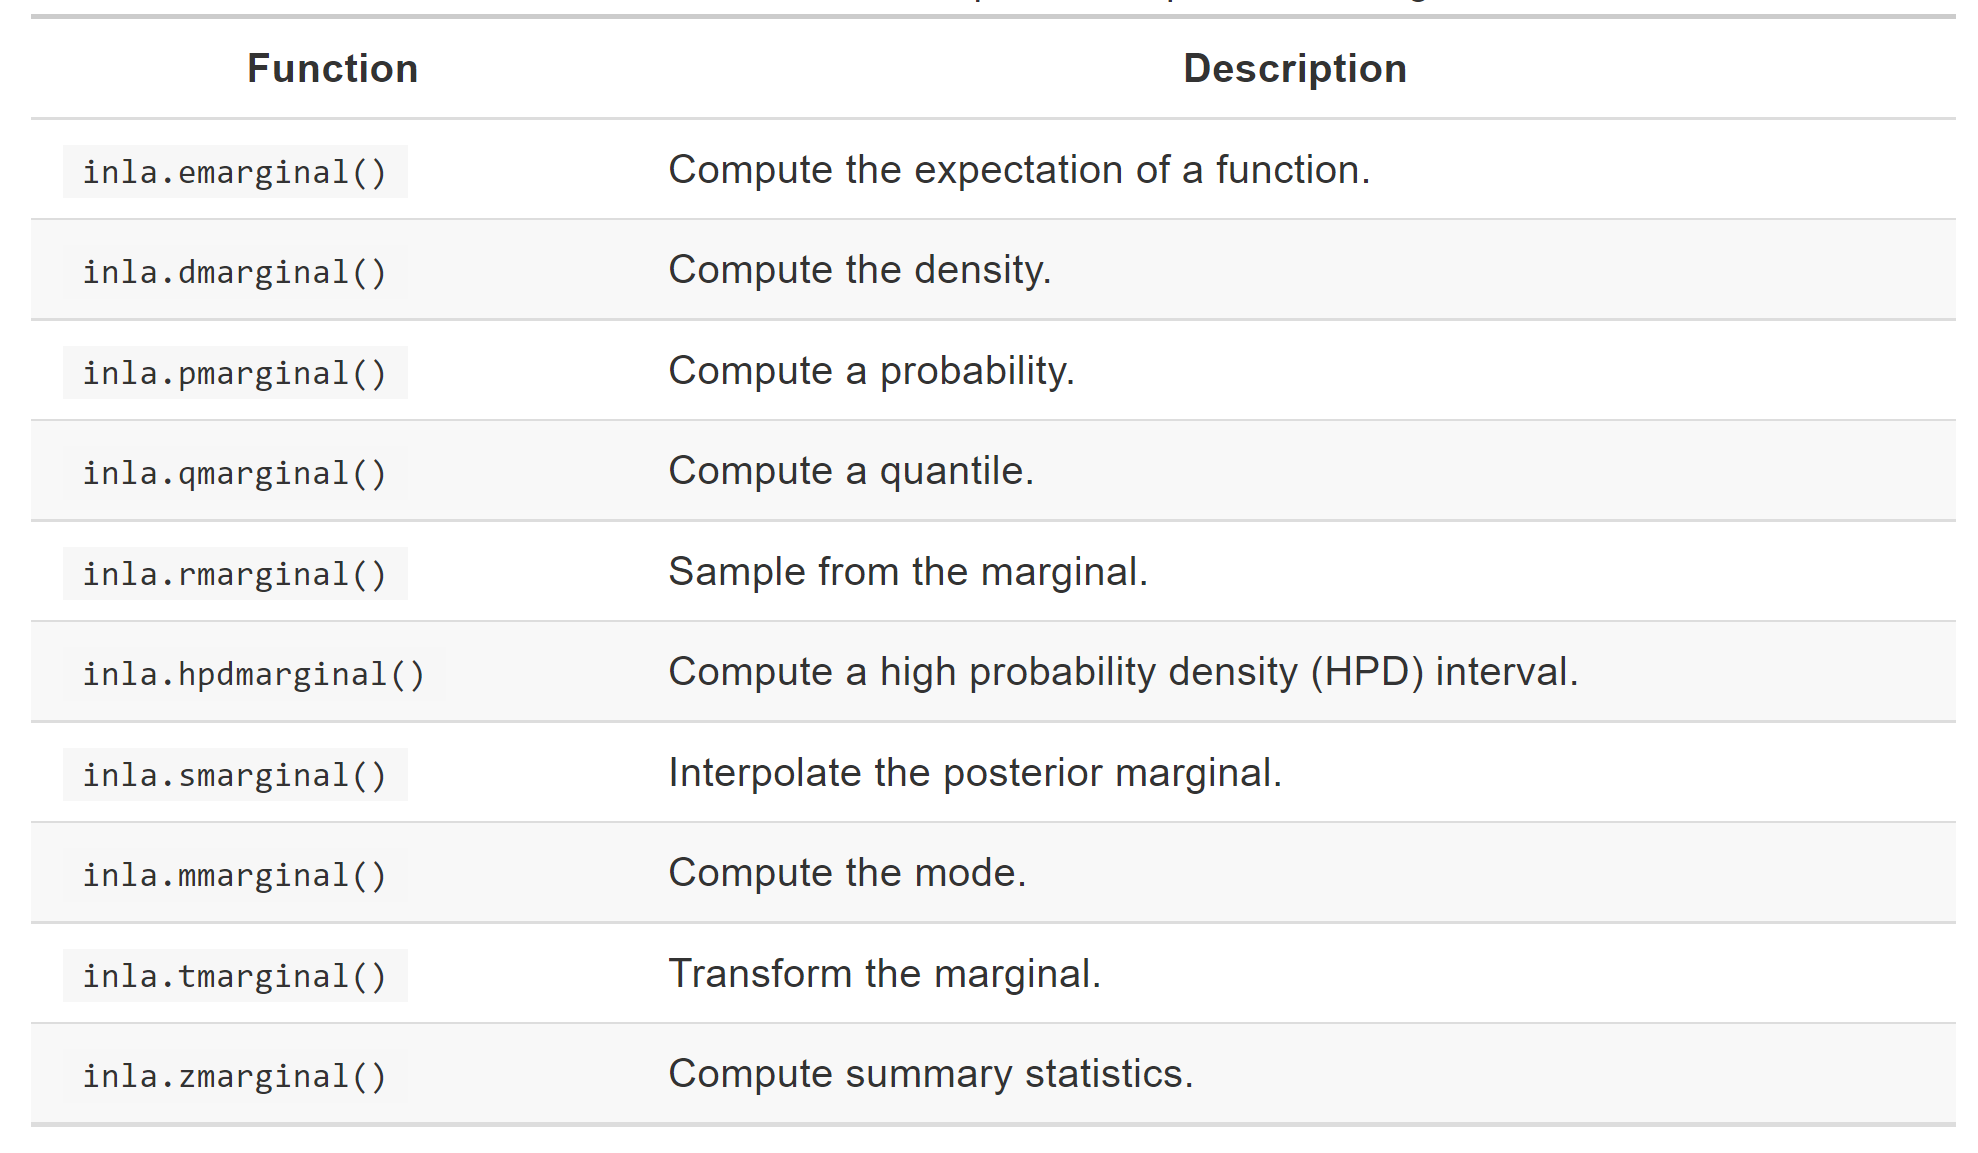 Function Description
inla.emarginal() Compute the expectation of a function.
inla.dmarginal() Compute the density.
inla.pmarginal() Compute a probability.
inla.qmarginal() Compute a quantile.
inla.rmarginal() Sample from the marginal.
inla.hpdmarginal() Compute a high probability density (HPD) interval.
inla.smarginal() Interpolate the posterior marginal.
inla.mmarginal() Compute the mode.
inla.tmarginal() Transform the marginal.
inla.zmarginal() Compute summary statistics.